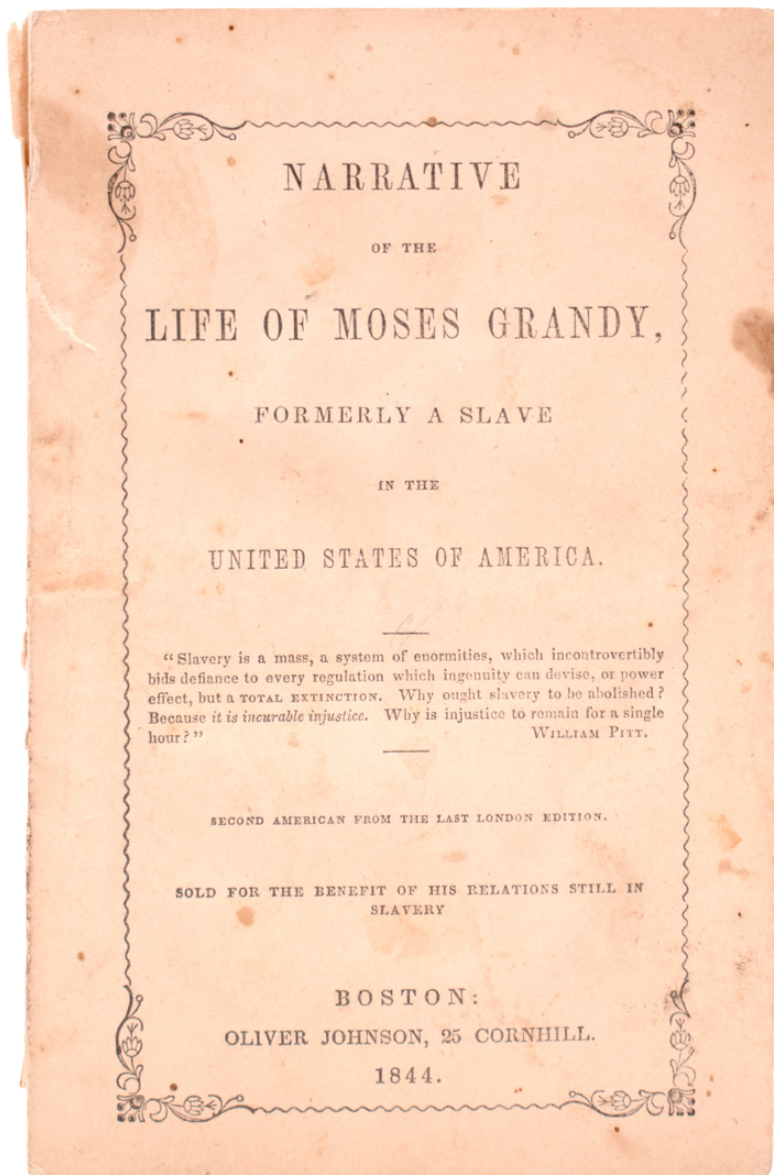 NARRATIVE
OF THE
LIFE OF MOSES GRANDY,
FORMERLY A SLAVE
IN THE
UNITED STATES OF AMERICA.
“Slavery is a mass, a system of enormities, which incontrovertibly
bids defiance to every regulation which ingenuity can devise, or power
effect, but a TOTAL EXTINCTION. Why ought slavery to be abolished?
Because it is incurable injustice. Why is injustice to remain for a single
hour?” WILLIAM PITT.
SECOND AMERICAN FROM THE LAST LONDON EDITION.
SOLD FOR THE BENEFIT OF HIS RELATIONS STILL IN
SLAVERY
BOSTON:
OLIVER JOHNSON, 25 CORNHILL.
1844.